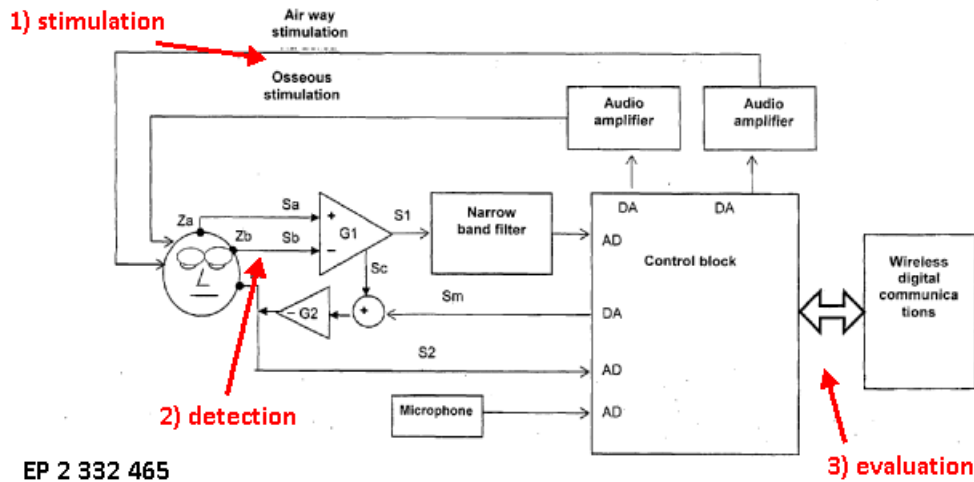 1) stimulation
Air way
stimulation
Osseous
stimulation
Audio
amplifier
Audio
amplifier
Za
Sa
Zb
Sb
+
−
G1
S1
Narrow
band filter
DA
DA
AD
Control block
Wireless
digital
communica
tions
Sc
Sm
+
− G2
DA
S2
AD
2) detection
Microphone
AD
3) evaluation
EP 2 332 465